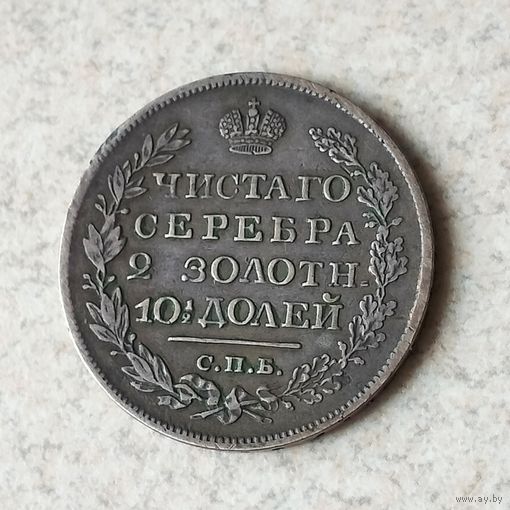 ЧИСТАГО
СЕРЕБРА
2 ЗОЛОТН.
10½ ДОЛЕЙ
С.П.Б.
www.ay.by